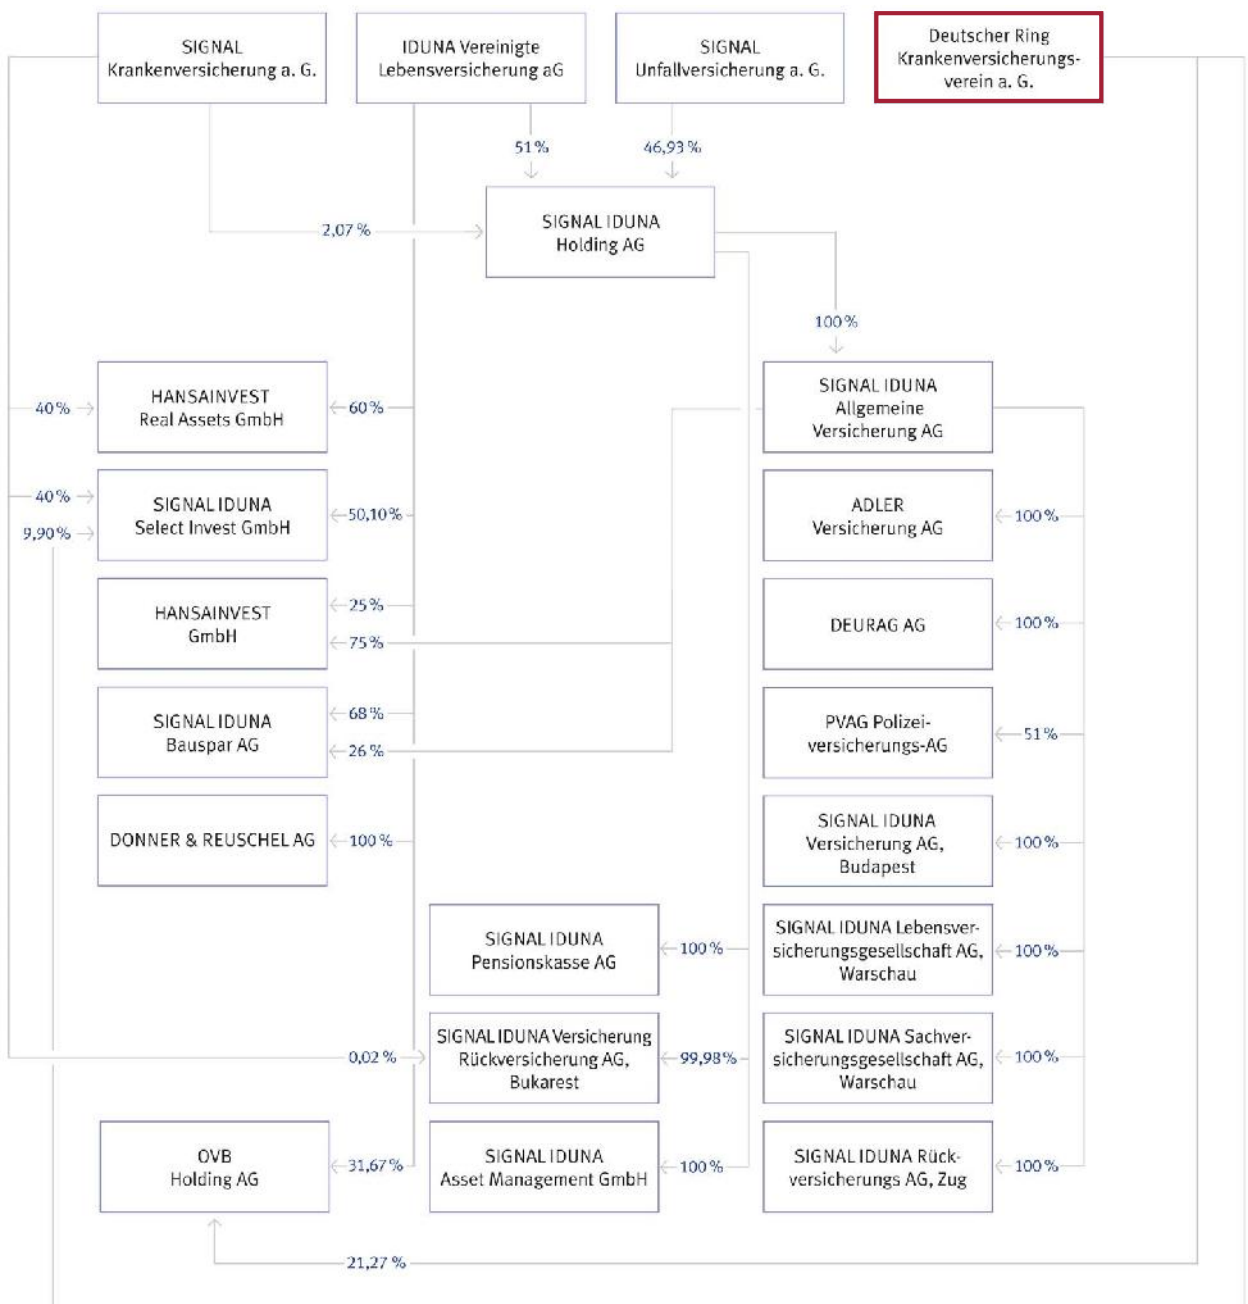 SIGNAL
Krankenversicherung a. G.
IDUNA Vereinigte
Lebensversicherung aG
SIGNAL
Unfallversicherung a. G.
Deutscher Ring
Krankenversicherungs-
verein a. G.
51%
46,93 %
2,07 %
SIGNAL IDUNA
Holding AG
100 %
HANSAINVEST
Real Assets GmbH
40 %
60 %
SIGNAL IDUNA
Allgemeine
Versicherung AG
40 %
9,90 %
SIGNAL IDUNA
Select Invest GmbH
50,10 %
ADLER
Versicherung AG
100 %
HANSAINVEST
GmbH
25 %
75 %
DEURAG AG
100 %
SIGNAL IDUNA
Bauspar AG
68 %
26 %
PVAG Polizei-
versicherungs-AG
51 %
DONNER & REUSCHEL AG
100 %
SIGNAL IDUNA
Versicherung AG,
Budapest
100 %
SIGNAL IDUNA
Pensionskasse AG
100 %
SIGNAL IDUNA Lebensver-
sicherungsgesellschaft AG,
Warschau
100 %
0,02 %
SIGNAL IDUNA Versicherung
Rückversicherung AG,
Bukarest
99,98 %
SIGNAL IDUNA Sachver-
sicherungsgesellschaft AG,
Warschau
100 %
OVB
Holding AG
31,67 %
SIGNAL IDUNA
Asset Management GmbH
100 %
SIGNAL IDUNA Rück-
versicherungs AG, Zug
100 %
21,27 %